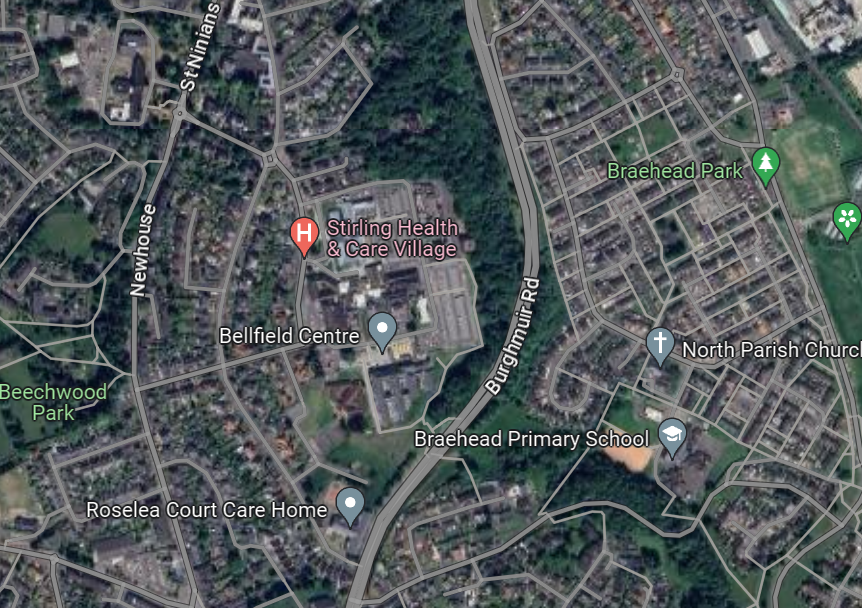 St Ninians
Braehead Park
Newhouse
H
Stirling Health
& Care Village
Burghmuir Rd
Bellfield Centre
North Parish Church
Beechwood
Park
Braehead Primary School
Roselea Court Care Home